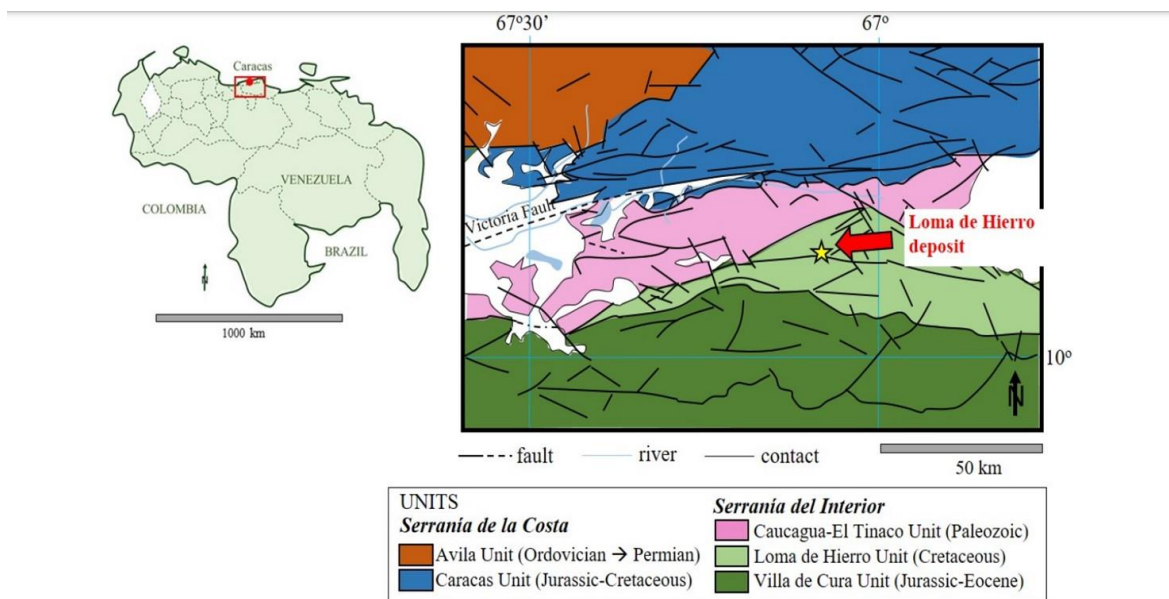 67º30’
67º
Caracas
VENEZUELA
COLOMBIA
BRAZIL
N
1000 km
Victoria Fault
Loma de Hierro
deposit
10º
N
fault
river
contact
50 km
UNITS
Serranía de la Costa
Avila Unit (Ordovician → Permian)
Caracas Unit (Jurassic-Cretaceous)
Serranía del Interior
Caucagua-El Tinaco Unit (Paleozoic)
Loma de Hierro Unit (Cretaceous)
Villa de Cura Unit (Jurassic-Eocene)